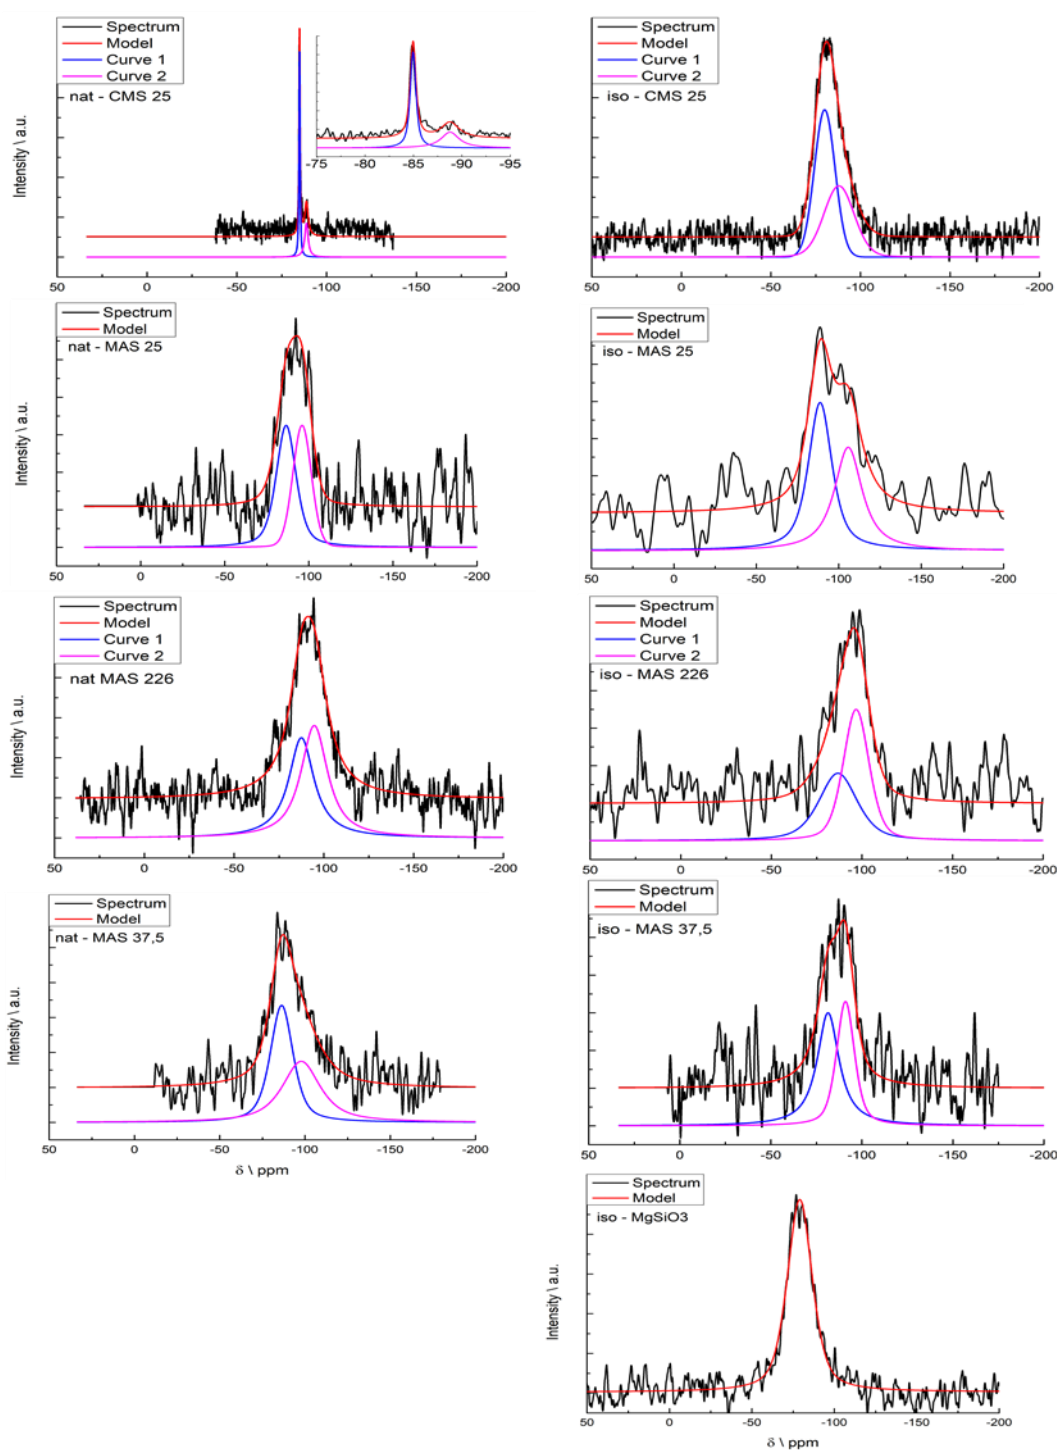 Spectrum
Model
Curve 1
Curve 2
nat - CMS 25
Intensity \ a.u.
-75 -80 -85 -90 -95
50 0 -50 -100 -150 -200
Spectrum
Model
Curve 1
Curve 2
iso - CMS 25
50 0 -50 -100 -150 -200
Spectrum
Model
nat - MAS 25
Intensity \ a.u.
50 0 -50 -100 -150 -200
Spectrum
Model
iso - MAS 25
50 0 -50 -100 -150 -200
Spectrum
Model
Curve 1
Curve 2
nat MAS 226
Intensity \ a.u.
50 0 -50 -100 -150 -200
Spectrum
Model
Curve 1
Curve 2
iso - MAS 226
50 0 -50 -100 -150 -200
Spectrum
Model
nat - MAS 37,5
Intensity \ a.u.
50 0 -50 -100 -150 -200
δ \ ppm
Spectrum
Model
iso - MAS 37,5
Intensity \ a.u.
50 0 -50 -100 -150 -200
Spectrum
Model
iso - MgSiO3
Intensity \ a.u.
50 0 -50 -100 -150 -200
δ \ ppm